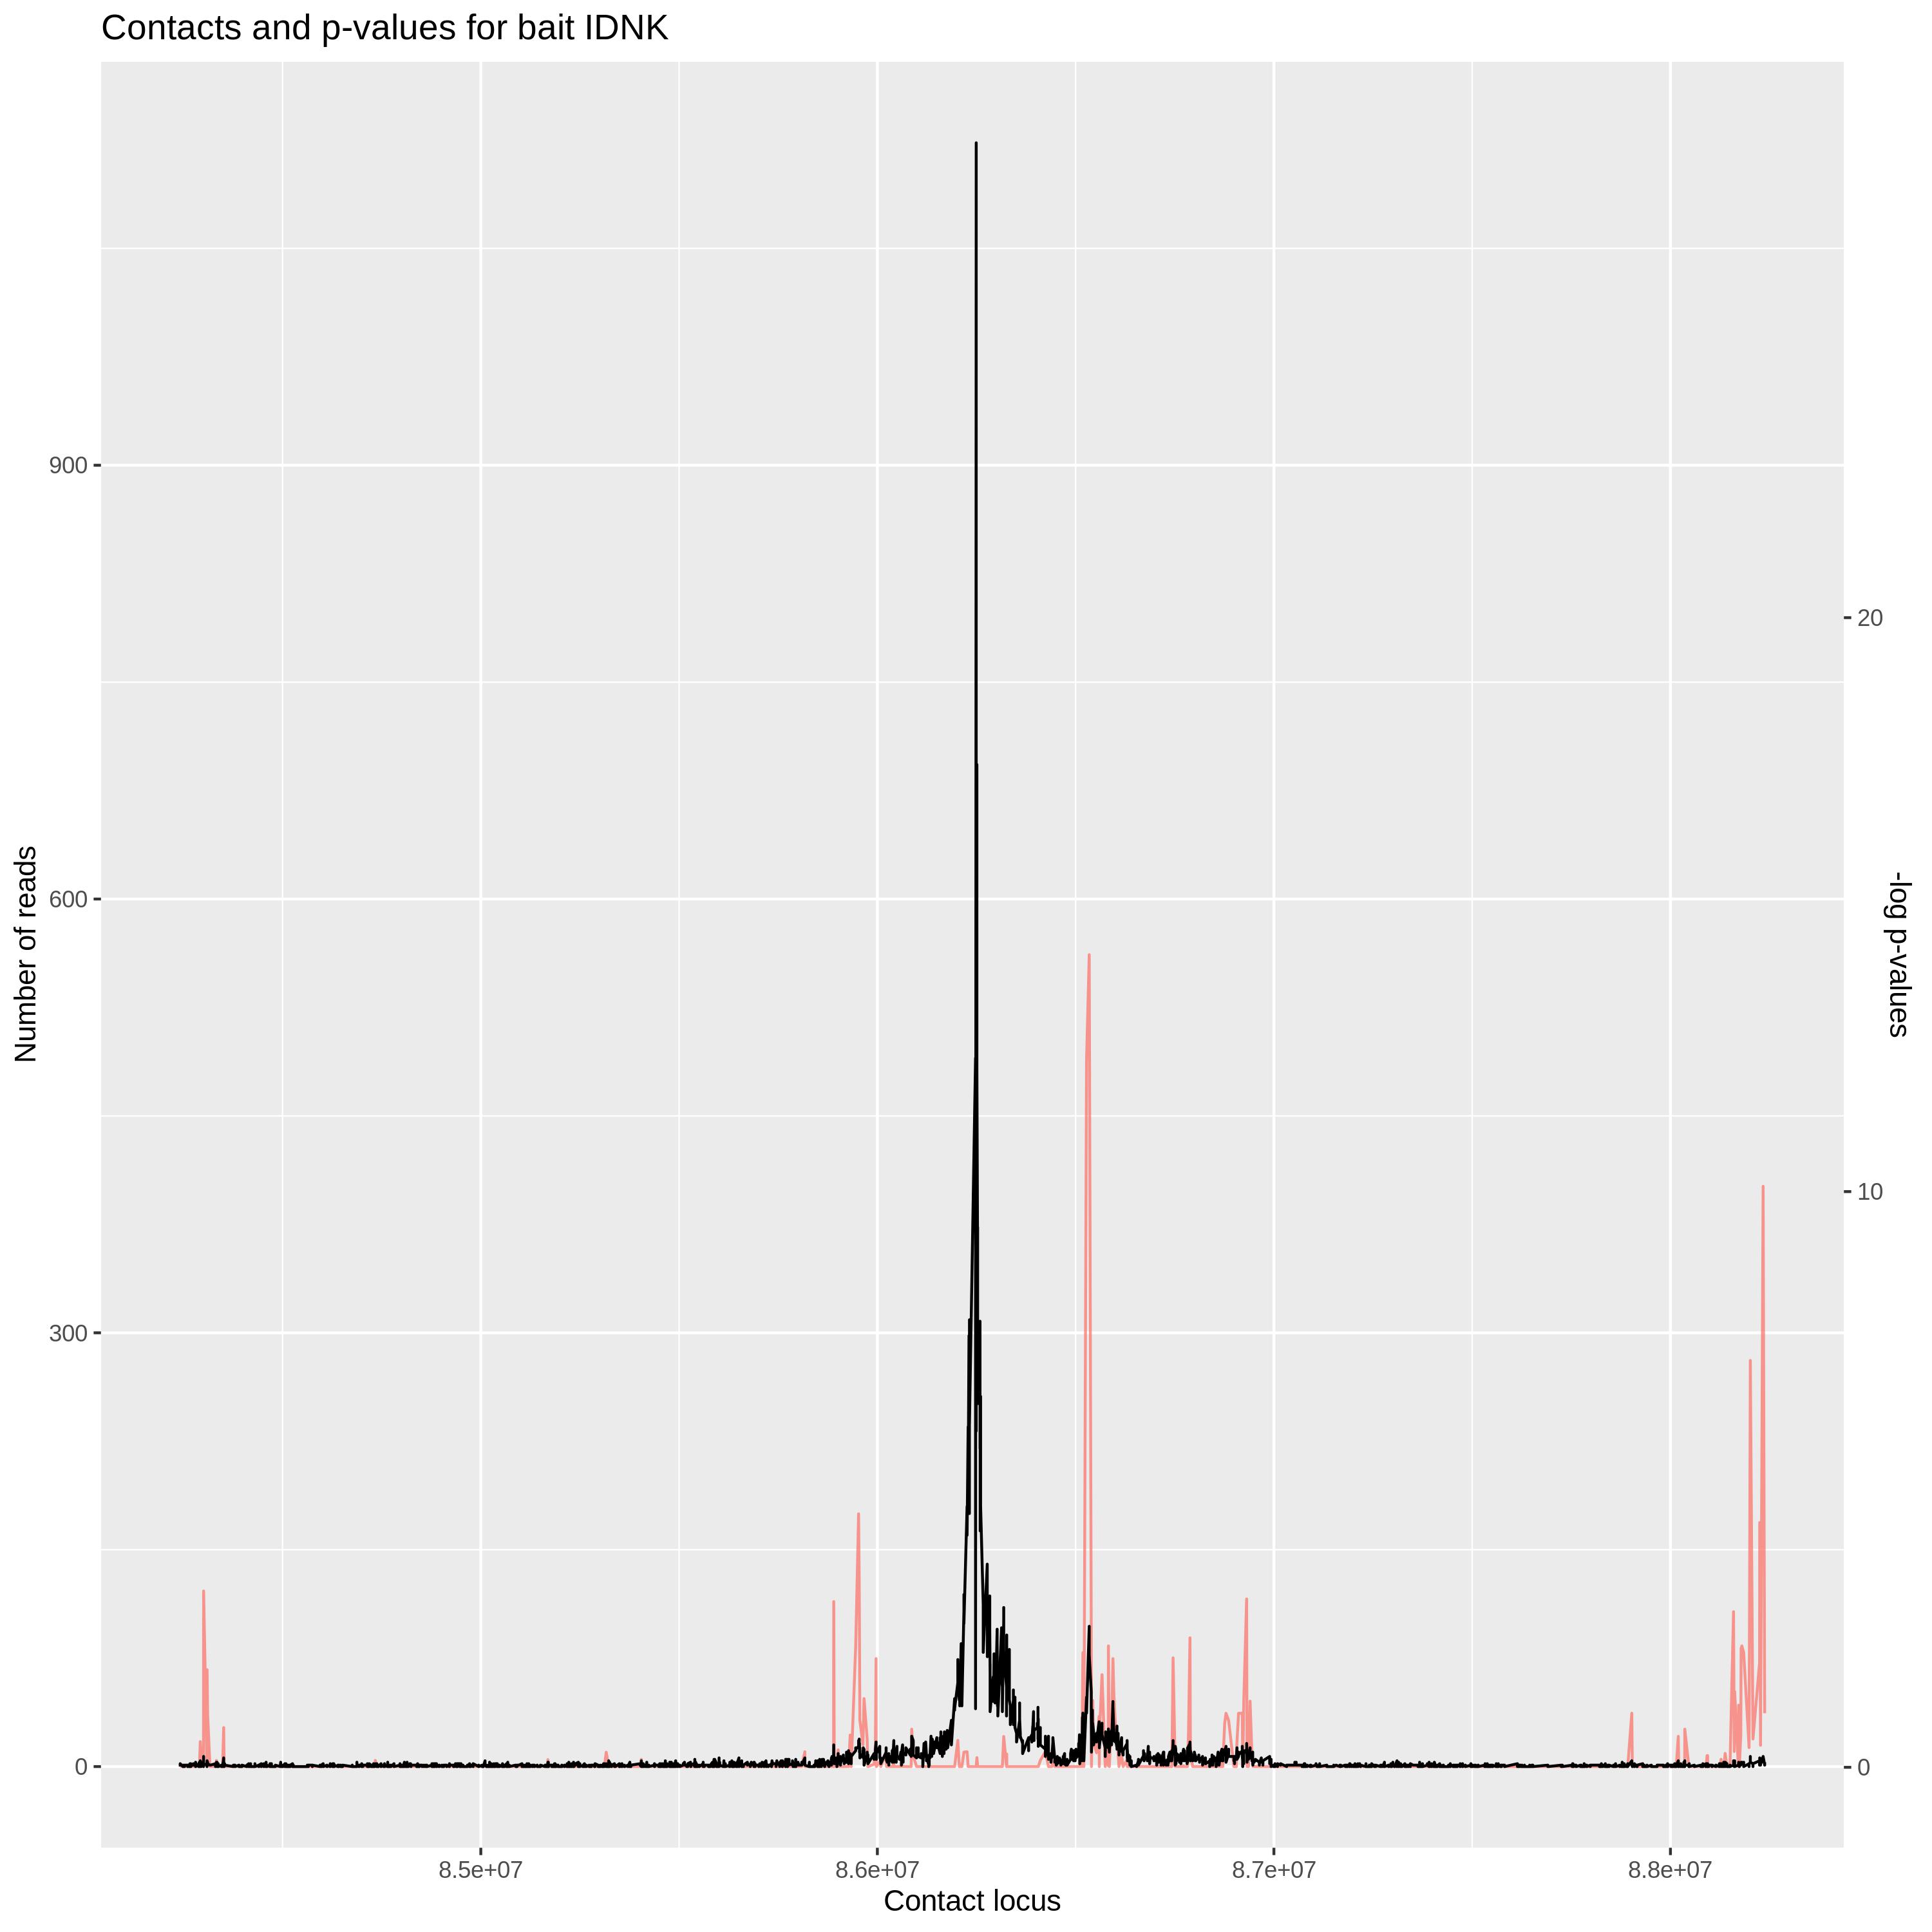 Contacts and p-values for bait IDNK
Number of reads
900
600
300
0
20
10
0
-log p-values
8.5e+07
8.6e+07
8.7e+07
8.8e+07
Contact locus